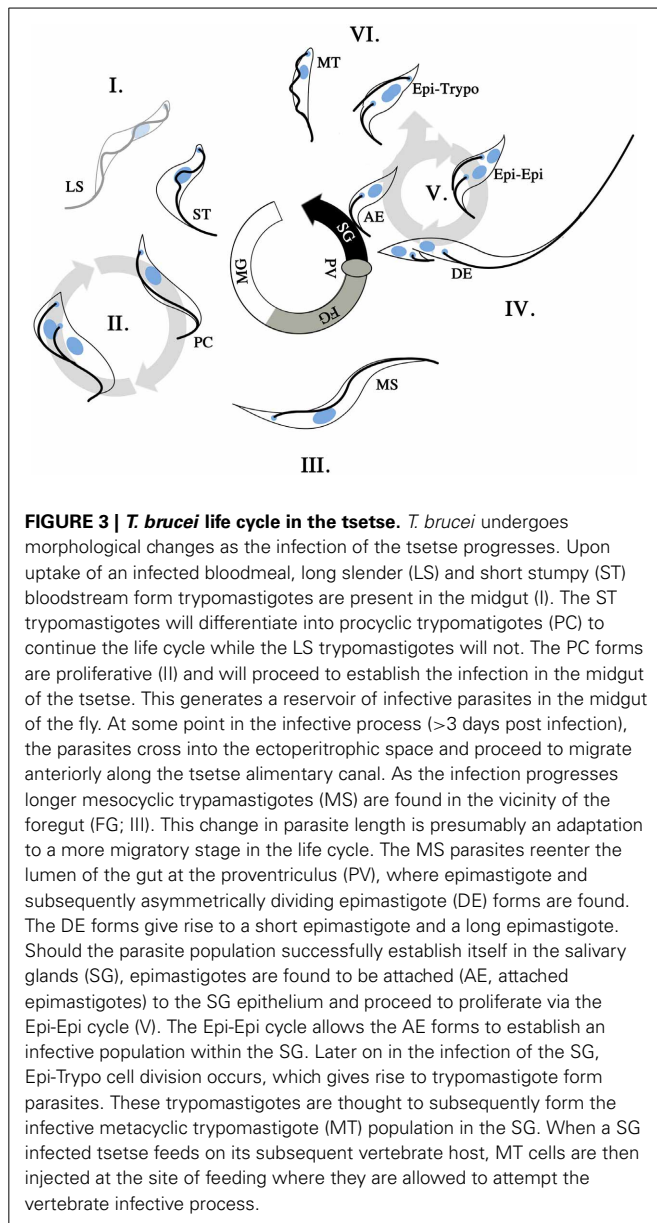 VI.
MT
I.
Epi-Trypo
LS
ST
AE
V.
Epi-Epi
SG
MG
PV
DE
FG
II.
PC
IV.
MS
III.
FIGURE 3 | T. brucei life cycle in the tsetse. T. brucei undergoes
morphological changes as the infection of the tsetse progresses. Upon
uptake of an infected bloodmeal, long slender (LS) and short stumpy (ST)
bloodstream form trypomastigotes are present in the midgut (I). The ST
trypomastigotes will differentiate into procyclic trypomatigotes (PC) to
continue the life cycle while the LS trypomastigotes will not. The PC forms
are proliferative (II) and will proceed to establish the infection in the midgut
of the tsetse. This generates a reservoir of infective parasites in the midgut
of the fly. At some point in the infective process (>3 days post infection),
the parasites cross into the ectoperitrophic space and proceed to migrate
anteriorly along the tsetse alimentary canal. As the infection progresses
longer mesocyclic trypamastigotes (MS) are found in the vicinity of the
foregut (FG; III). This change in parasite length is presumably an adaptation
to a more migratory stage in the life cycle. The MS parasites reenter the
lumen of the gut at the proventriculus (PV), where epimastigote and
subsequently asymmetrically dividing epimastigote (DE) forms are found.
The DE forms give rise to a short epimastigote and a long epimastigote.
Should the parasite population successfully establish itself in the salivary
glands (SG), epimastigotes are found to be attached (AE, attached
epimastigotes) to the SG epithelium and proceed to proliferate via the
Epi-Epi cycle (V). The Epi-Epi cycle allows the AE forms to establish an
infective population within the SG. Later on in the infection of the SG,
Epi-Trypo cell division occurs, which gives rise to trypomastigote form
parasites. These trypomastigotes are thought to subsequently form the
infective metacyclic trypomastigote (MT) population in the SG. When a SG
infected tsetse feeds on its subsequent vertebrate host, MT cells are then
injected at the site of feeding where they are allowed to attempt the
vertebrate infective process.